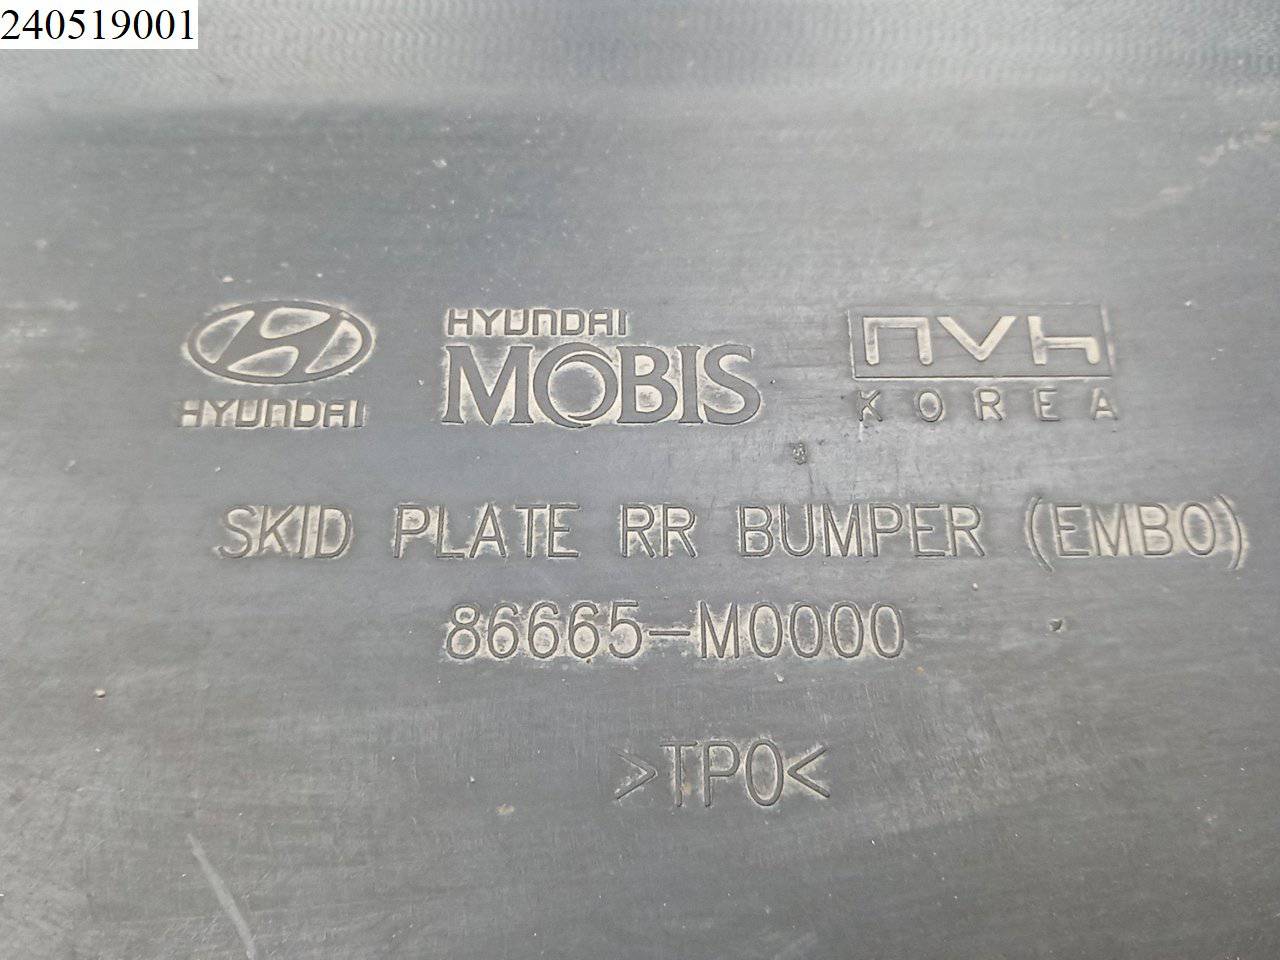 240519001
HYUNDAI
HYUNDAI
MOBIS
NVH
KOREA
SKID PLATE RR BUMPER (EMBO)
86665-M0000
>TPO<